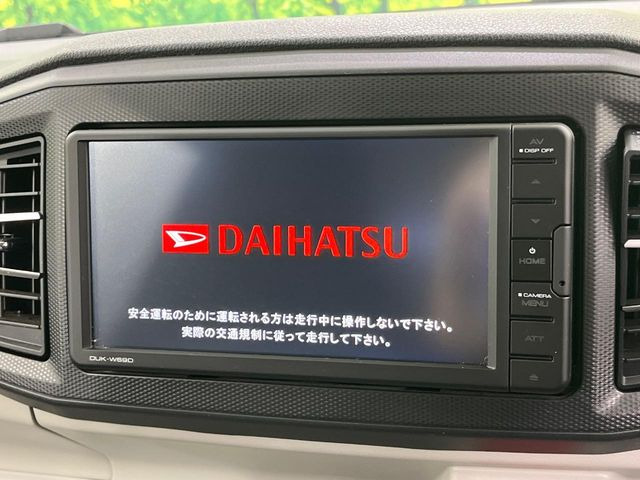 AV
DISP OFF
DAIHATSU
HOME
CAMERA
MENU
安全運転のために運転される方は走行中に操作しないで下さい。
実際の交通規制に従って走行して下さい。
ATT
DUK-W69D